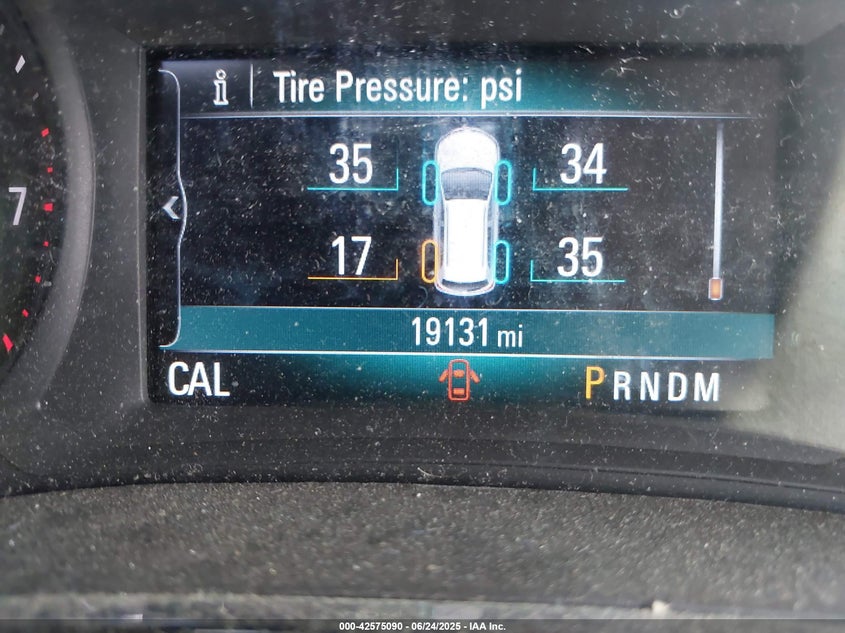 7
i Tire Pressure: psi
35 34
17 35
19131 mi
CAL PRNDM
000-42575090 - 06/24/2025 - IAA Inc.